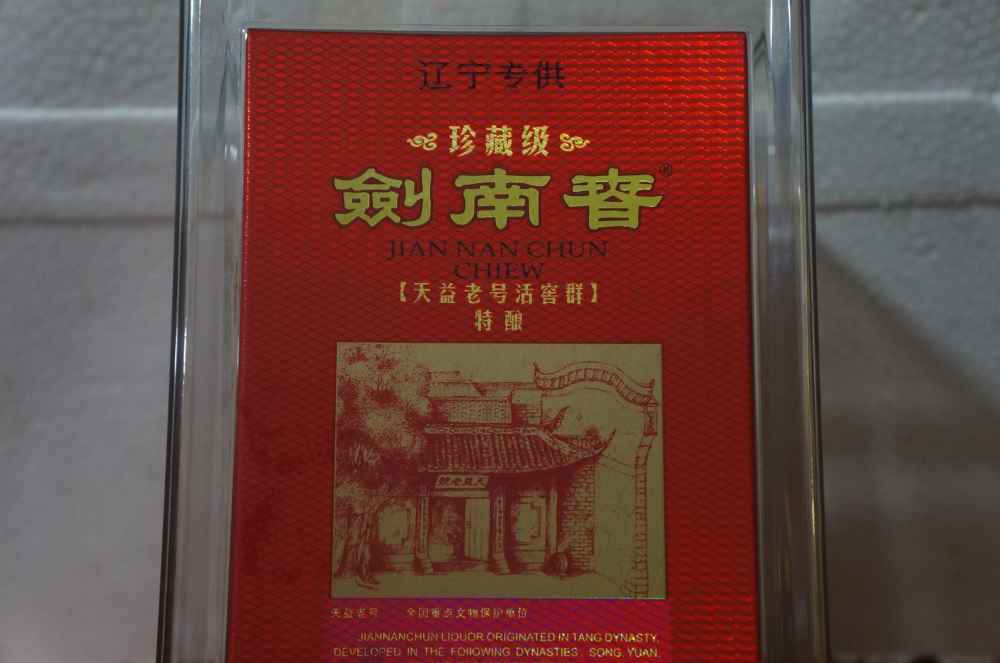 辽宁专供
珍藏级
劍南春®
JIAN NAN CHUN
CHIEW
【天益老号活窖群】
特酿
天益老號
天益老号 全国重点文物保护单位
JIANNANCHUN LIQUOR ORIGINATED IN TANG DYNASTY,
DEVELOPED IN THE FOllOWING DYNASTIES, SONG, YUAN,